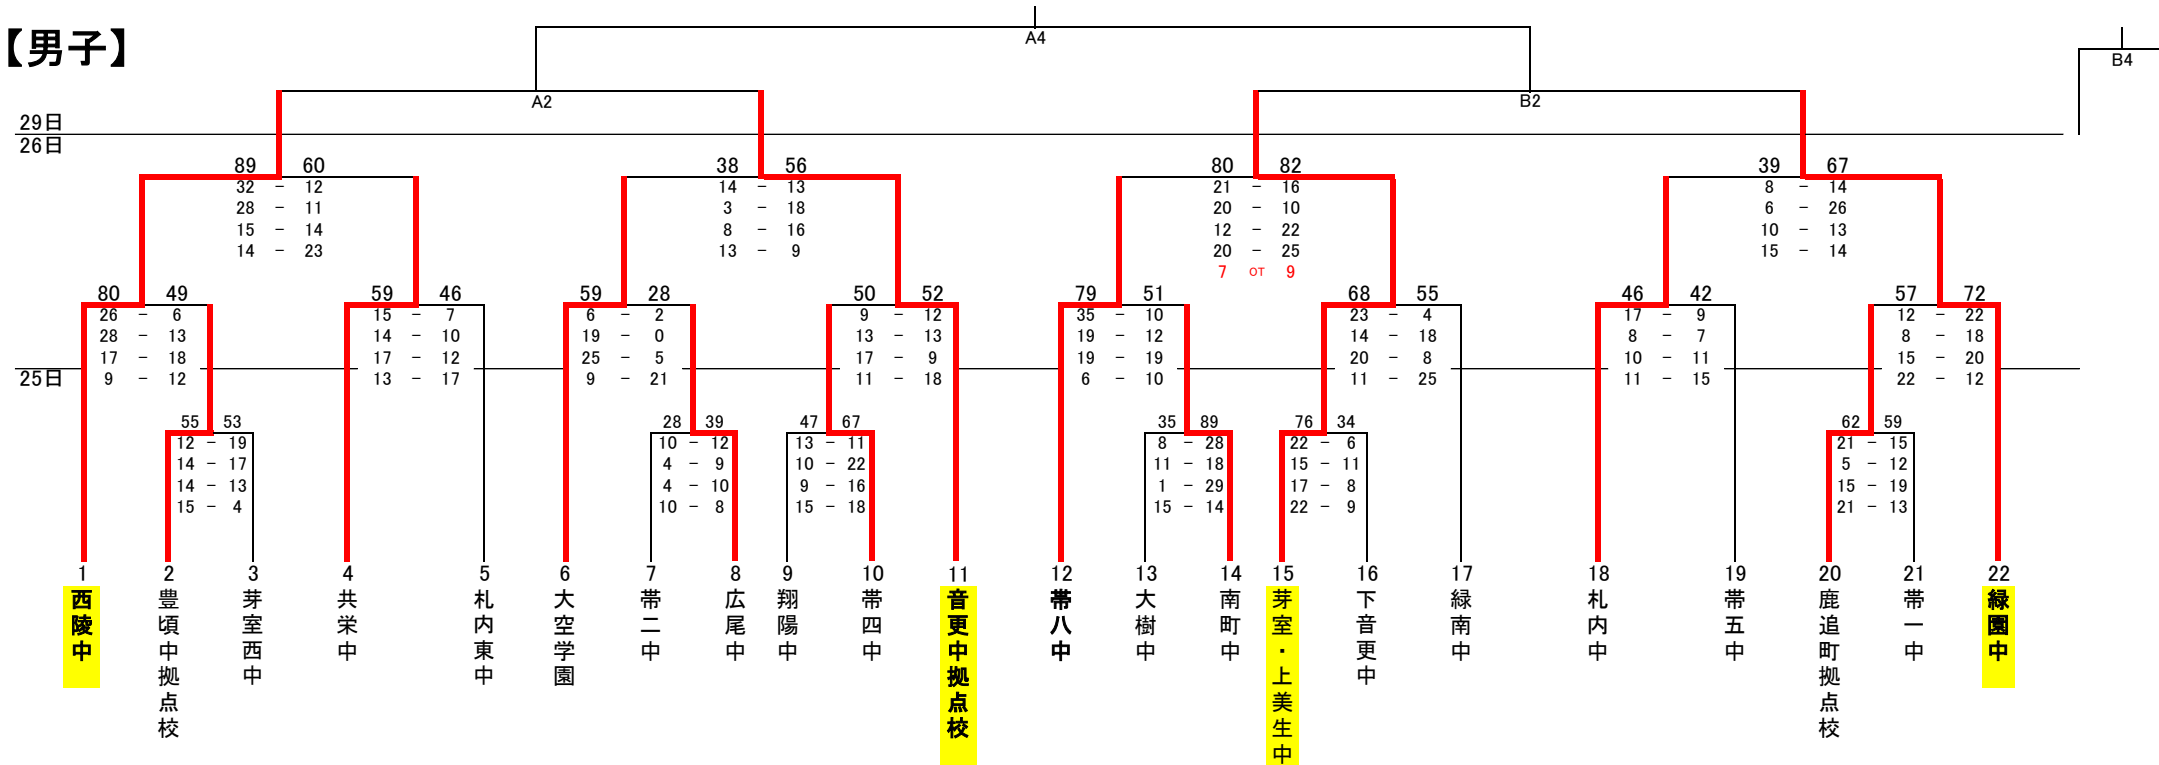 【男子】
A4
B4
A2
B2
29日
26日
89 60
32 - 12
28 - 11
15 - 14
14 - 23
38 56
14 - 13
3 - 18
8 - 16
13 - 9
80 82
21 - 16
20 - 10
12 - 22
20 - 25
7 OT 9
39 67
8 - 14
6 - 26
10 - 13
15 - 14
80 49
26 - 6
28 - 13
17 - 18
9 - 12
59 46
15 - 7
14 - 10
17 - 12
13 - 17
59 28
6 - 2
19 - 0
25 - 5
9 - 21
50 52
9 - 12
13 - 13
17 - 9
11 - 18
79 51
35 - 10
19 - 12
19 - 19
6 - 10
68 55
23 - 4
14 - 18
20 - 8
11 - 25
46 42
17 - 9
8 - 7
10 - 11
11 - 15
57 72
12 - 22
8 - 18
15 - 20
22 - 12
25日
55 53
12 - 19
14 - 17
14 - 13
15 - 4
28 39
10 - 12
4 - 9
4 - 10
10 - 8
47 67
13 - 11
10 - 22
9 - 16
15 - 18
35 89
8 - 28
11 - 18
1 - 29
15 - 14
76 34
22 - 6
15 - 11
17 - 8
22 - 9
62 59
21 - 15
5 - 12
15 - 19
21 - 13
1 2 3 4 5 6 7 8 9 10 11 12 13 14 15 16 17 18 19 20 21 22
西陵中
豊頃中拠点校
芽室西中
共栄中
札内東中
大空学園
帯二中
広尾中
翔陽中
帯四中
音更中拠点校
帯八中
大樹中
南町中
芽室・上美生中
下音更中
緑南中
札内中
帯五中
鹿追町拠点校
帯一中
緑園中